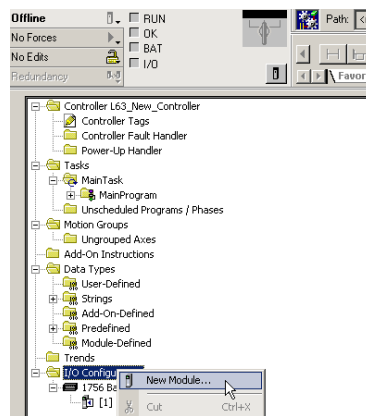 Offline
RUN
Path:
No Forces
OK
No Edits
BAT
Redundancy
I/O
Favor
Controller L63_New_Controller
Controller Tags
Controller Fault Handler
Power-Up Handler
Tasks
MainTask
MainProgram
Unscheduled Programs / Phases
Motion Groups
Ungrouped Axes
Add-On Instructions
Data Types
User-Defined
Strings
Add-On-Defined
Predefined
Module-Defined
Trends
I/O Configu
New Module...
1756 Ba
[1]
Cut Ctrl+X